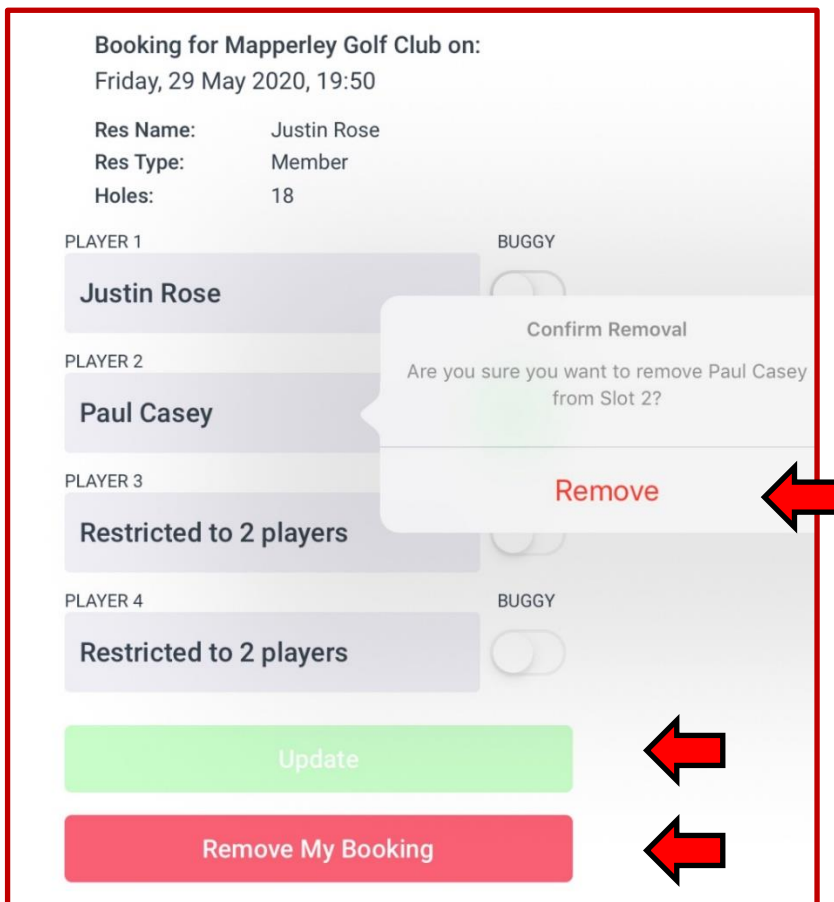 Booking for Mapperley Golf Club on:
Friday, 29 May 2020, 19:50
Res Name: Justin Rose
Res Type: Member
Holes: 18
PLAYER 1 BUGGY
Justin Rose
Confirm Removal
Are you sure you want to remove Paul Casey
from Slot 2?
Remove
PLAYER 2
Paul Casey
PLAYER 3
Restricted to 2 players
PLAYER 4 BUGGY
Restricted to 2 players
Update
Remove My Booking